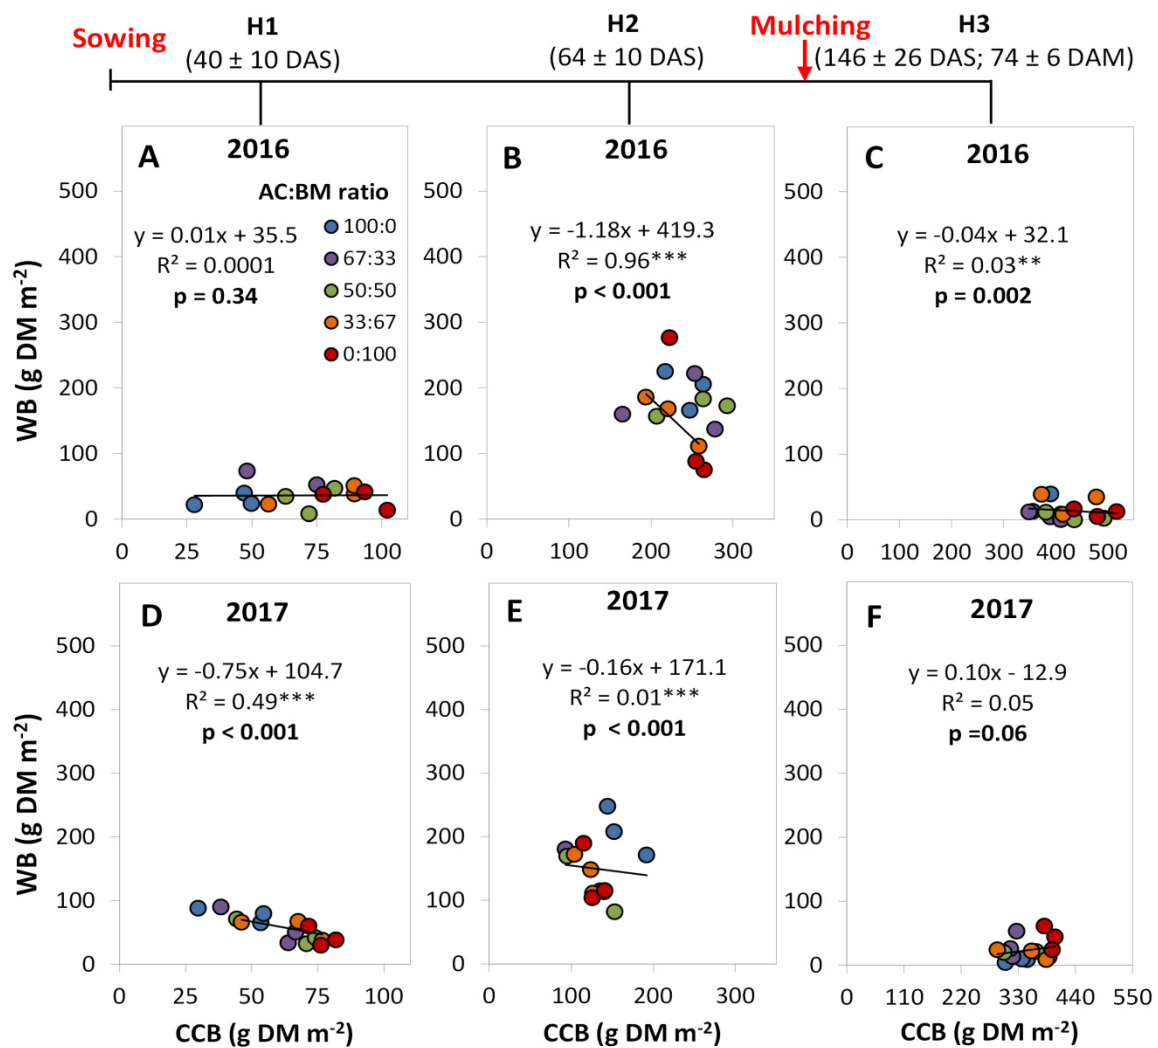 Sowing
H1
(40 ± 10 DAS)
H2
(64 ± 10 DAS)
Mulching
H3
(146 ± 26 DAS; 74 ± 6 DAM)
WB (g DM m⁻²)
A
2016
AC:BM ratio
100:0
67:33
50:50
33:67
0:100
y = 0.01x + 35.5
R² = 0.0001
p = 0.34
500
400
300
200
100
0
0 25 50 75 100
B
2016
y = -1.18x + 419.3
R² = 0.96***
p < 0.001
0 100 200 300
C
2016
y = -0.04x + 32.1
R² = 0.03**
p = 0.002
0 100 200 300 400 500
WB (g DM m⁻²)
D
2017
y = -0.75x + 104.7
R² = 0.49***
p < 0.001
500
400
300
200
100
0
0 25 50 75 100
CCB (g DM m⁻²)
E
2017
y = -0.16x + 171.1
R² = 0.01***
p < 0.001
0 100 200 300
CCB (g DM m⁻²)
F
2017
y = 0.10x - 12.9
R² = 0.05
p =0.06
0 110 220 330 440 550
CCB (g DM m⁻²)